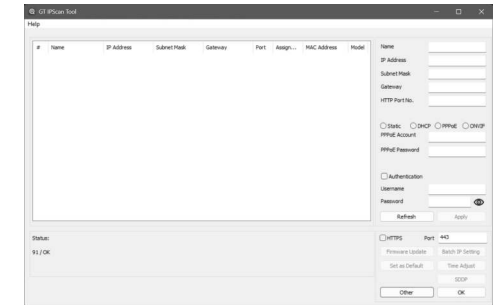 GT IPScan Tool
Help
# Name IP Address Subnet Mask Gateway Port Assign... MAC Address Model
Name
IP Address
Subnet Mask
Gateway
HTTP Port No.
Static DHCP PPPoE ONVIF
PPPoE Account
PPPoE Password
Authentication
Username
Password
Refresh Apply
Status:
91 / OK
HTTPS Port 443
Firmware Update Batch IP Setting
Set as Default Time Adjust
SDDP
Other OK